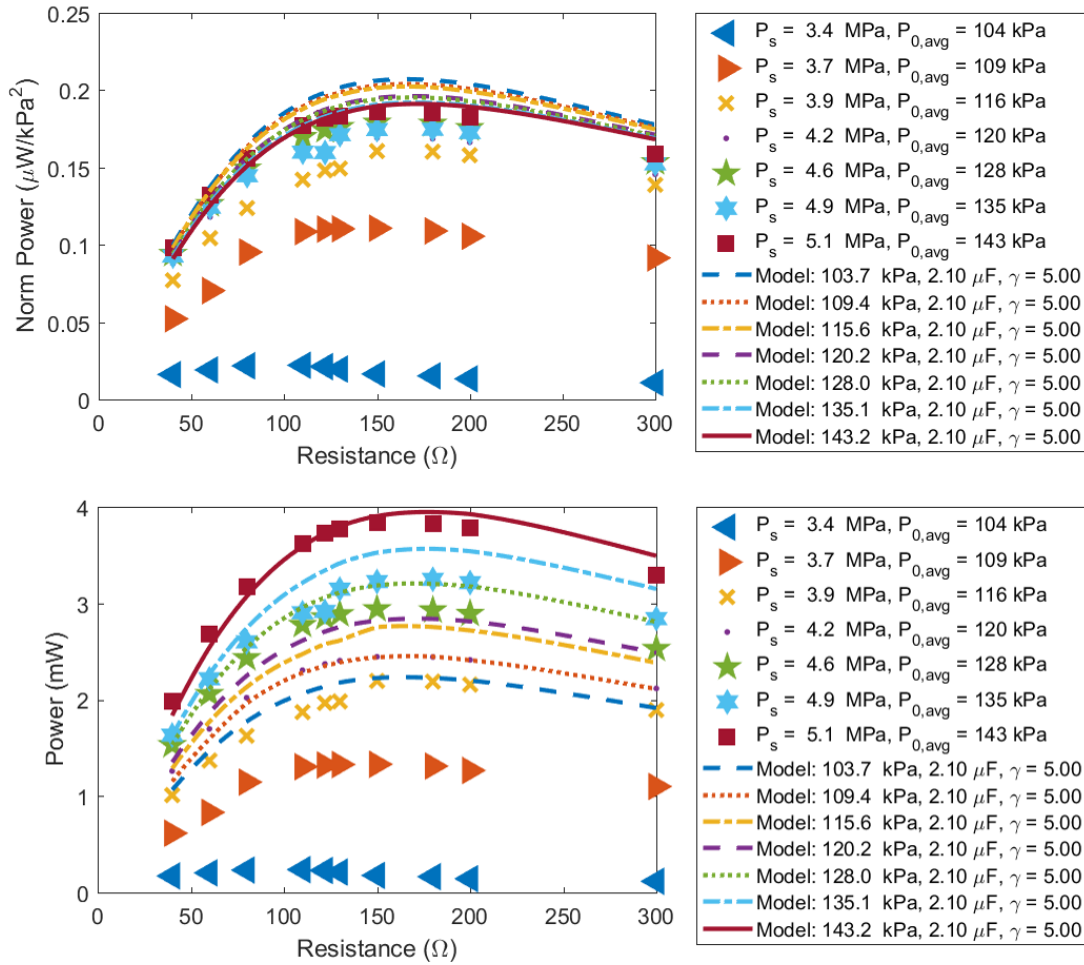 0.25
0.20
0.15
0.1
0.05
0
Norm Power (μW/kPa²)
0 50 100 150 200 250 300
Resistance (Ω)
P_s = 3.4 MPa, P_0,avg = 104 kPa
P_s = 3.7 MPa, P_0,avg = 109 kPa
P_s = 3.9 MPa, P_0,avg = 116 kPa
P_s = 4.2 MPa, P_0,avg = 120 kPa
P_s = 4.6 MPa, P_0,avg = 128 kPa
P_s = 4.9 MPa, P_0,avg = 135 kPa
P_s = 5.1 MPa, P_0,avg = 143 kPa
Model: 103.7 kPa, 2.10 μF, γ = 5.00
Model: 109.4 kPa, 2.10 μF, γ = 5.00
Model: 115.6 kPa, 2.10 μF, γ = 5.00
Model: 120.2 kPa, 2.10 μF, γ = 5.00
Model: 128.0 kPa, 2.10 μF, γ = 5.00
Model: 135.1 kPa, 2.10 μF, γ = 5.00
Model: 143.2 kPa, 2.10 μF, γ = 5.00
4
3
2
1
0
Power (mW)
0 50 100 150 200 250 300
Resistance (Ω)
P_s = 3.4 MPa, P_0,avg = 104 kPa
P_s = 3.7 MPa, P_0,avg = 109 kPa
P_s = 3.9 MPa, P_0,avg = 116 kPa
P_s = 4.2 MPa, P_0,avg = 120 kPa
P_s = 4.6 MPa, P_0,avg = 128 kPa
P_s = 4.9 MPa, P_0,avg = 135 kPa
P_s = 5.1 MPa, P_0,avg = 143 kPa
Model: 103.7 kPa, 2.10 μF, γ = 5.00
Model: 109.4 kPa, 2.10 μF, γ = 5.00
Model: 115.6 kPa, 2.10 μF, γ = 5.00
Model: 120.2 kPa, 2.10 μF, γ = 5.00
Model: 128.0 kPa, 2.10 μF, γ = 5.00
Model: 135.1 kPa, 2.10 μF, γ = 5.00
Model: 143.2 kPa, 2.10 μF, γ = 5.00